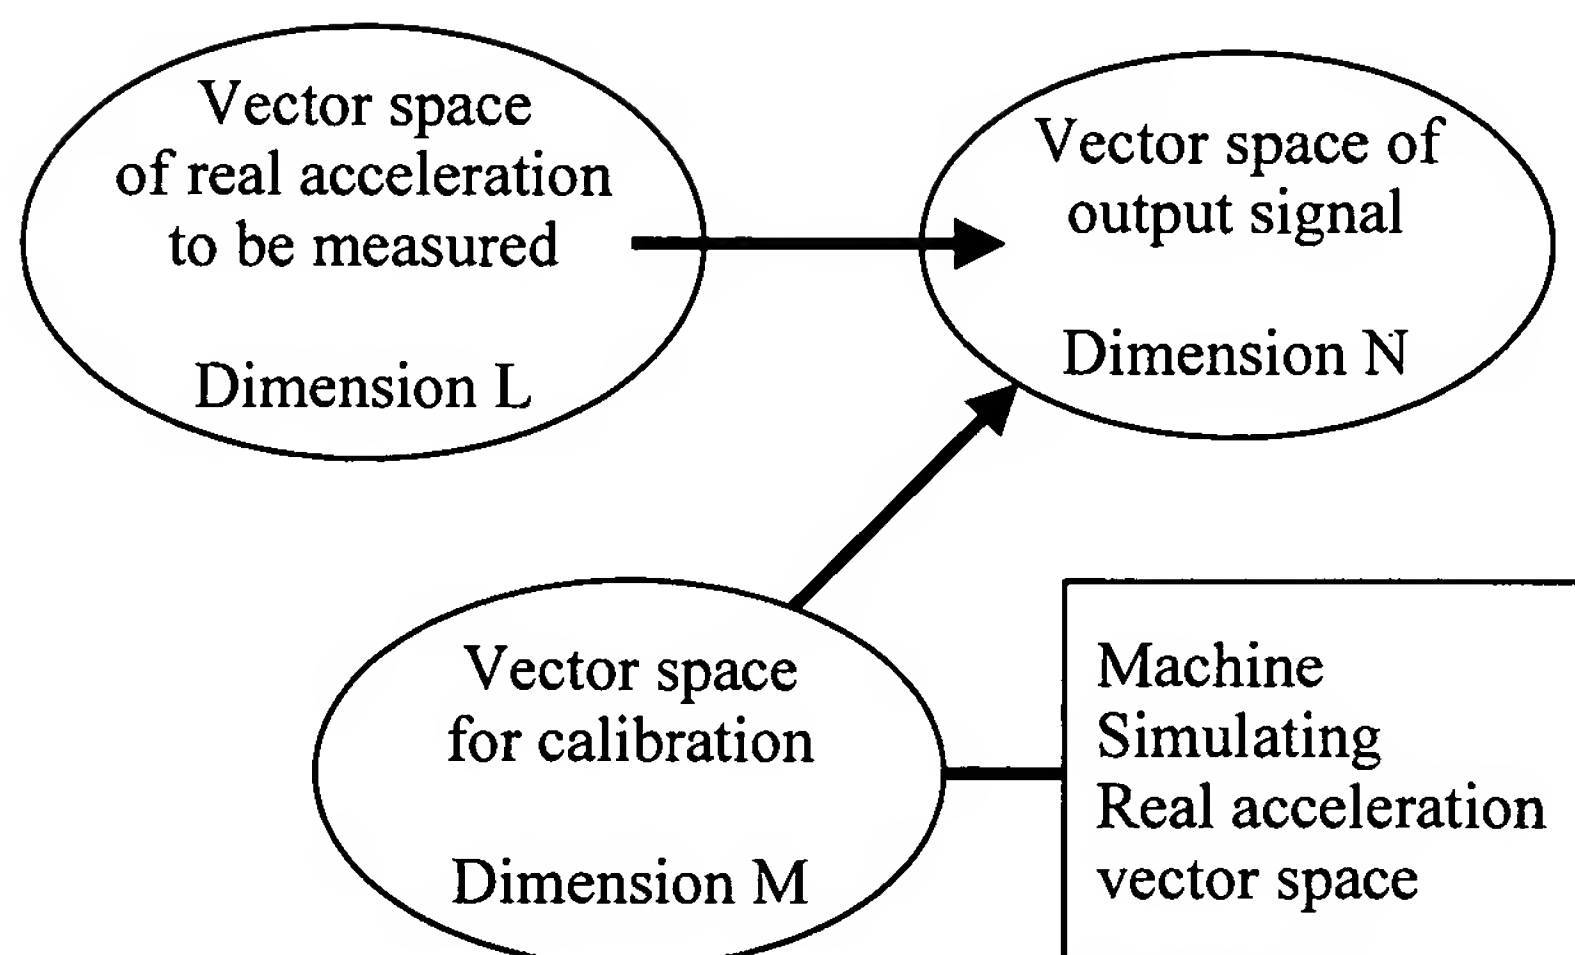 Vector space
of real acceleration
to be measured
Dimension L
Vector space of
output signal
Dimension N
Vector space
for calibration
Dimension M
Machine
Simulating
Real acceleration
vector space